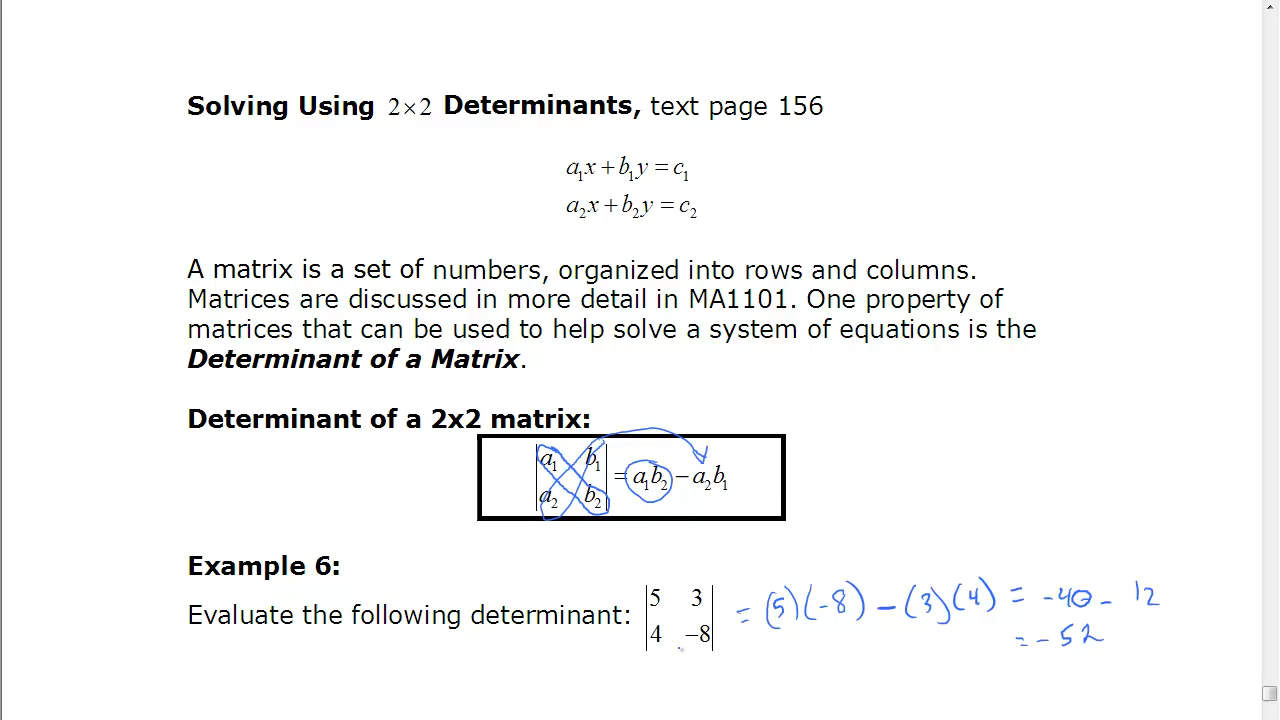 Solving Using 2×2 Determinants, text page 156
a₁x + b₁y = c₁
a₂x + b₂y = c₂
A matrix is a set of numbers, organized into rows and columns.
Matrices are discussed in more detail in MA1101. One property of
matrices that can be used to help solve a system of equations is the
Determinant of a Matrix.
Determinant of a 2x2 matrix:
|a₁ b₁|
|a₂ b₂| = a₁b₂ − a₂b₁
Example 6:
Evaluate the following determinant: |5 3| = (5)(-8) - (3)(4) = -40 - 12
|4 −8| = -52